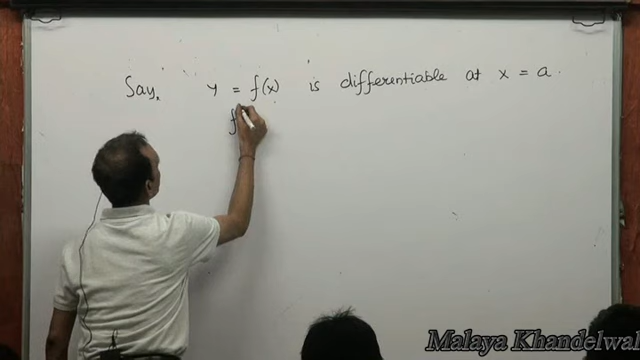 Say, y = f(x) is differentiable at x = a.
f
Malaya Khandelwal